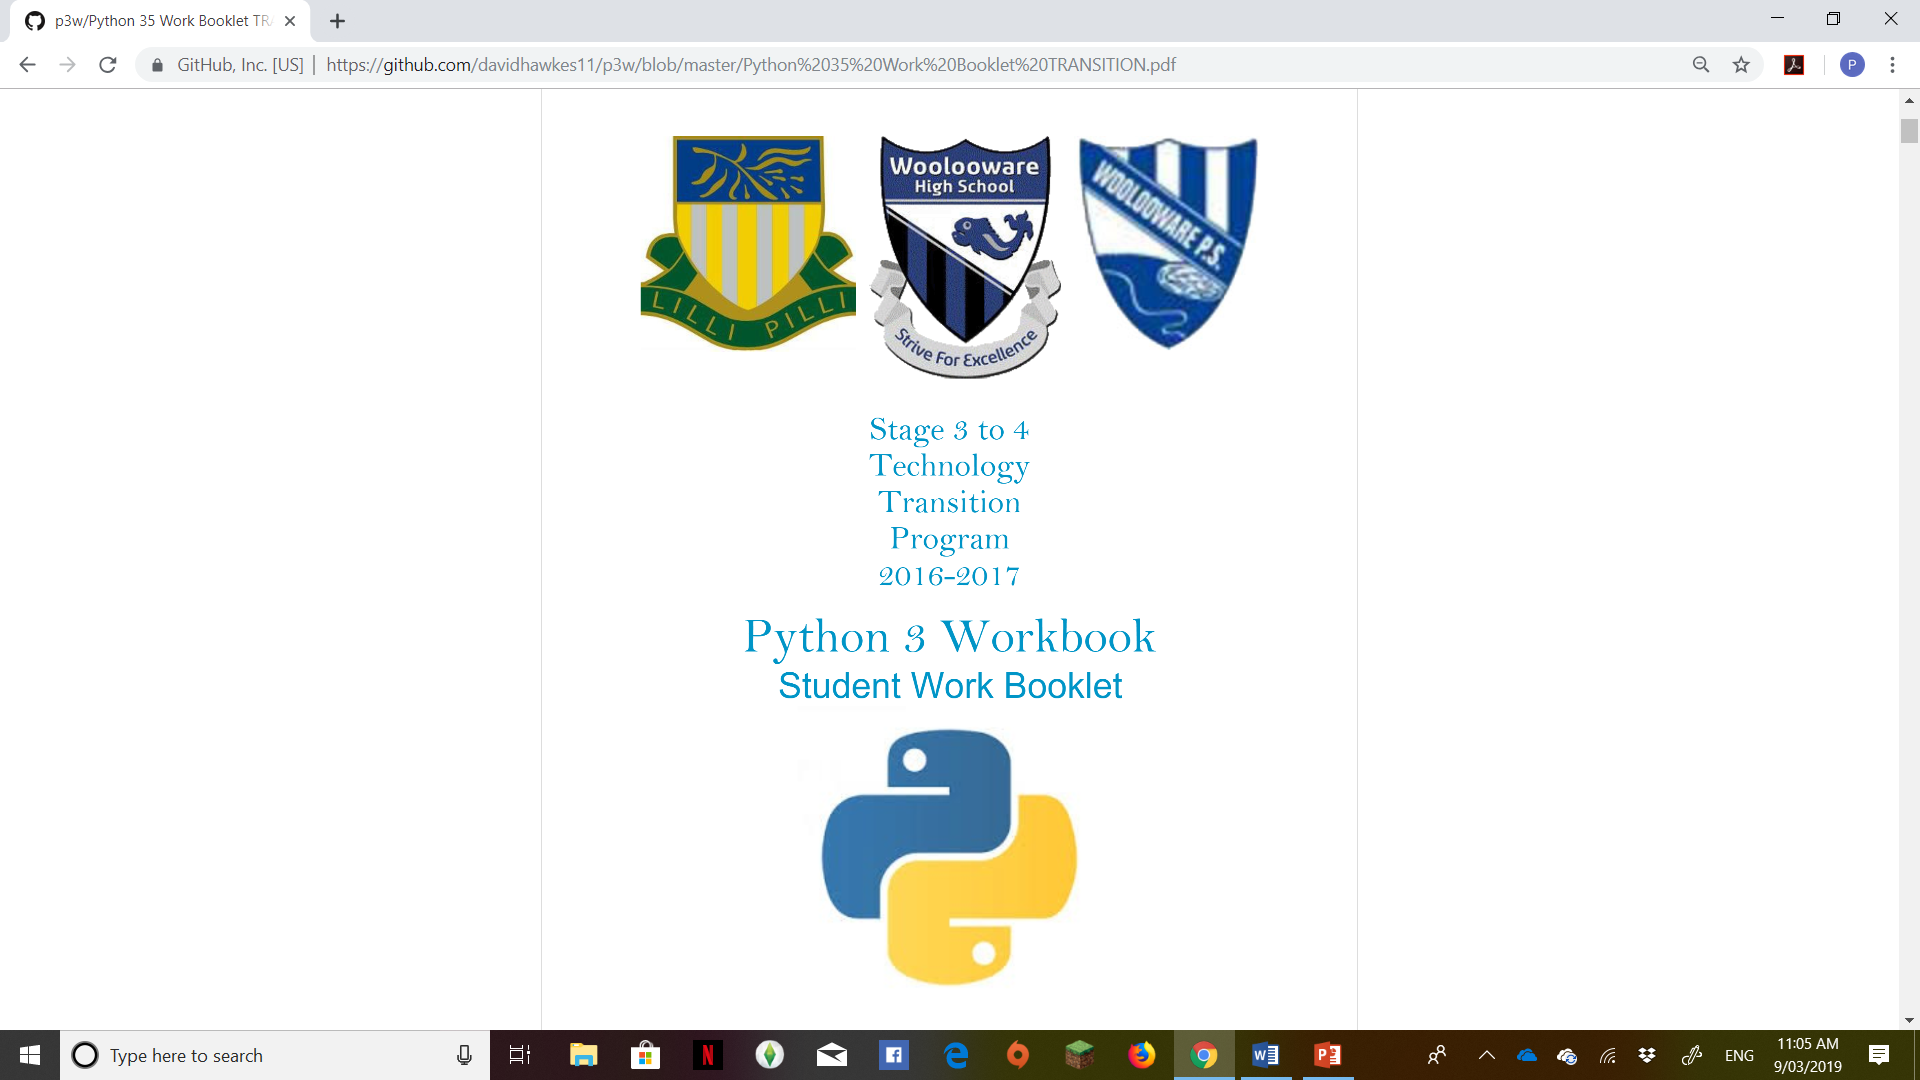 p3w/Python 35 Work Booklet TRA
GitHub, Inc. [US] | https://github.com/davidhawkes11/p3w/blob/master/Python%2035%20Work%20Booklet%20TRANSITION.pdf
P
LILLI PILLI
Woolooware
High School
Strive For Excellence
WOOLOOWARE P.S.
Stage 3 to 4
Technology
Transition
Program
2016-2017
Python 3 Workbook
Student Work Booklet
Type here to search
N
ENG
11:05 AM
9/03/2019